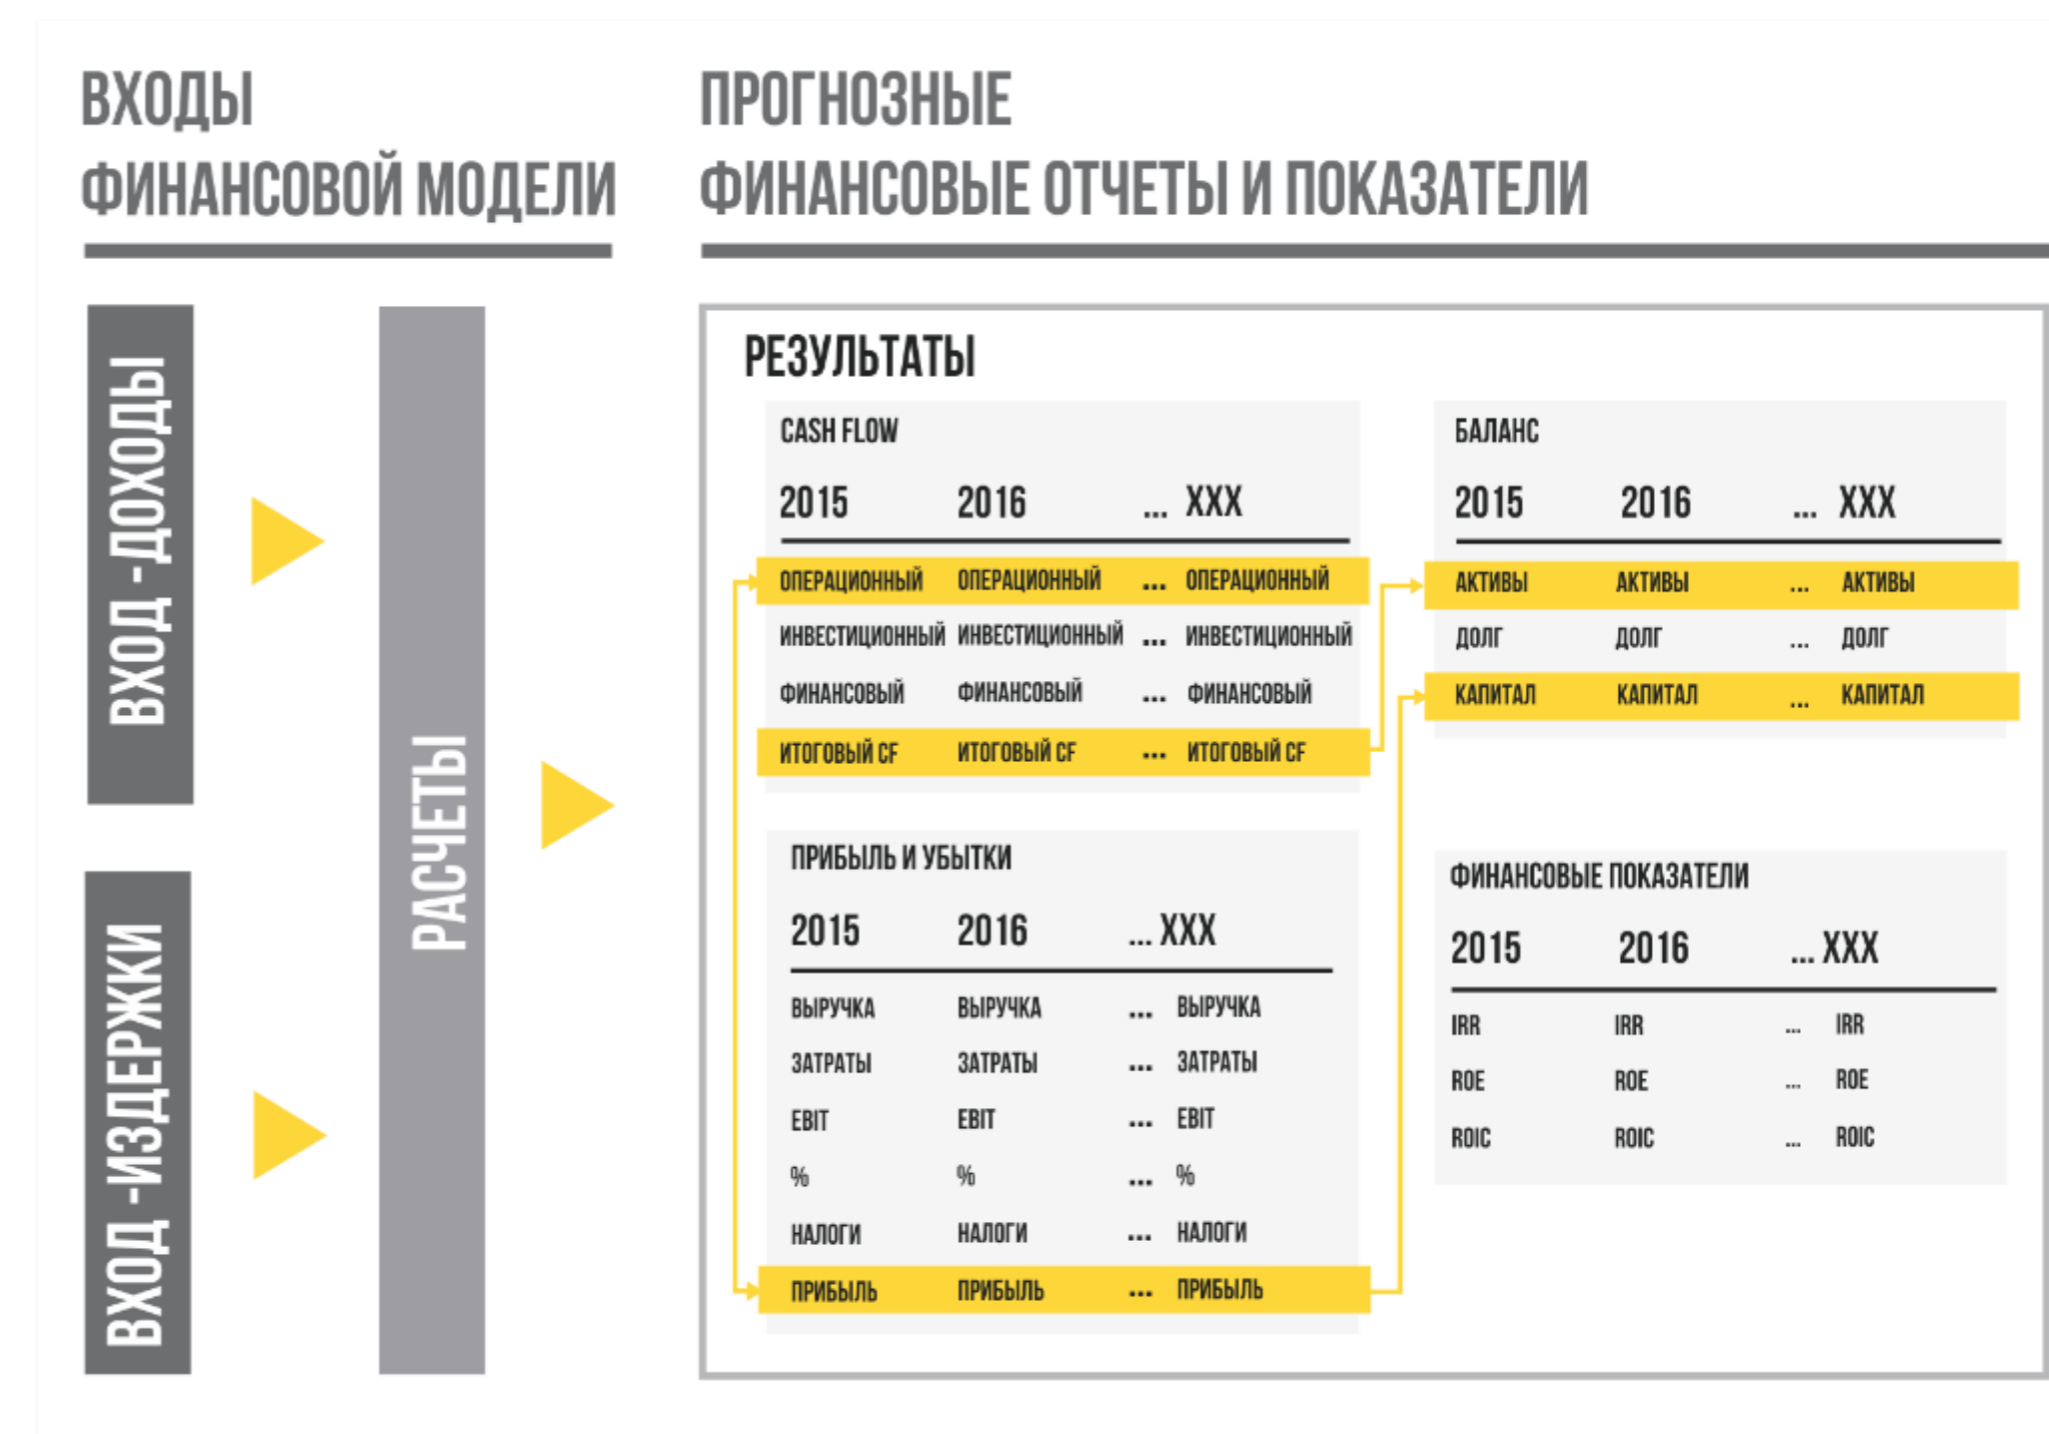 ВХОДЫ
ФИНАНСОВОЙ МОДЕЛИ
ПРОГНОЗНЫЕ
ФИНАНСОВЫЕ ОТЧЕТЫ И ПОКАЗАТЕЛИ
ВХОД -ДОХОДЫ
ВХОД -ИЗДЕРЖКИ
РАСЧЕТЫ
РЕЗУЛЬТАТЫ
CASH FLOW
2015 2016 ... XXX
ОПЕРАЦИОННЫЙ ОПЕРАЦИОННЫЙ ... ОПЕРАЦИОННЫЙ
ИНВЕСТИЦИОННЫЙ ИНВЕСТИЦИОННЫЙ ... ИНВЕСТИЦИОННЫЙ
ФИНАНСОВЫЙ ФИНАНСОВЫЙ ... ФИНАНСОВЫЙ
ИТОГОВЫЙ CF ИТОГОВЫЙ CF ... ИТОГОВЫЙ CF
БАЛАНС
2015 2016 ... XXX
АКТИВЫ АКТИВЫ ... АКТИВЫ
ДОЛГ ДОЛГ ... ДОЛГ
КАПИТАЛ КАПИТАЛ ... КАПИТАЛ
ПРИБЫЛЬ И УБЫТКИ
2015 2016 ... XXX
ВЫРУЧКА ВЫРУЧКА ... ВЫРУЧКА
ЗАТРАТЫ ЗАТРАТЫ ... ЗАТРАТЫ
EBIT EBIT ... EBIT
% % ... %
НАЛОГИ НАЛОГИ ... НАЛОГИ
ПРИБЫЛЬ ПРИБЫЛЬ ... ПРИБЫЛЬ
ФИНАНСОВЫЕ ПОКАЗАТЕЛИ
2015 2016 ... XXX
IRR IRR ... IRR
ROE ROE ... ROE
ROIC ROIC ... ROIC